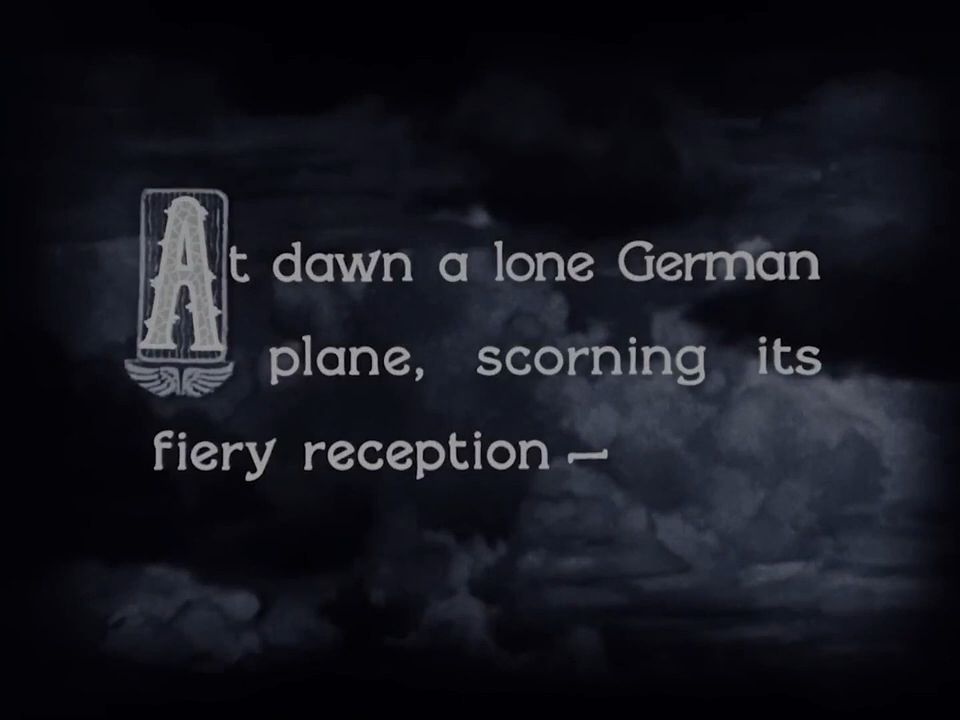 At dawn a lone German
plane, scorning its
fiery reception —